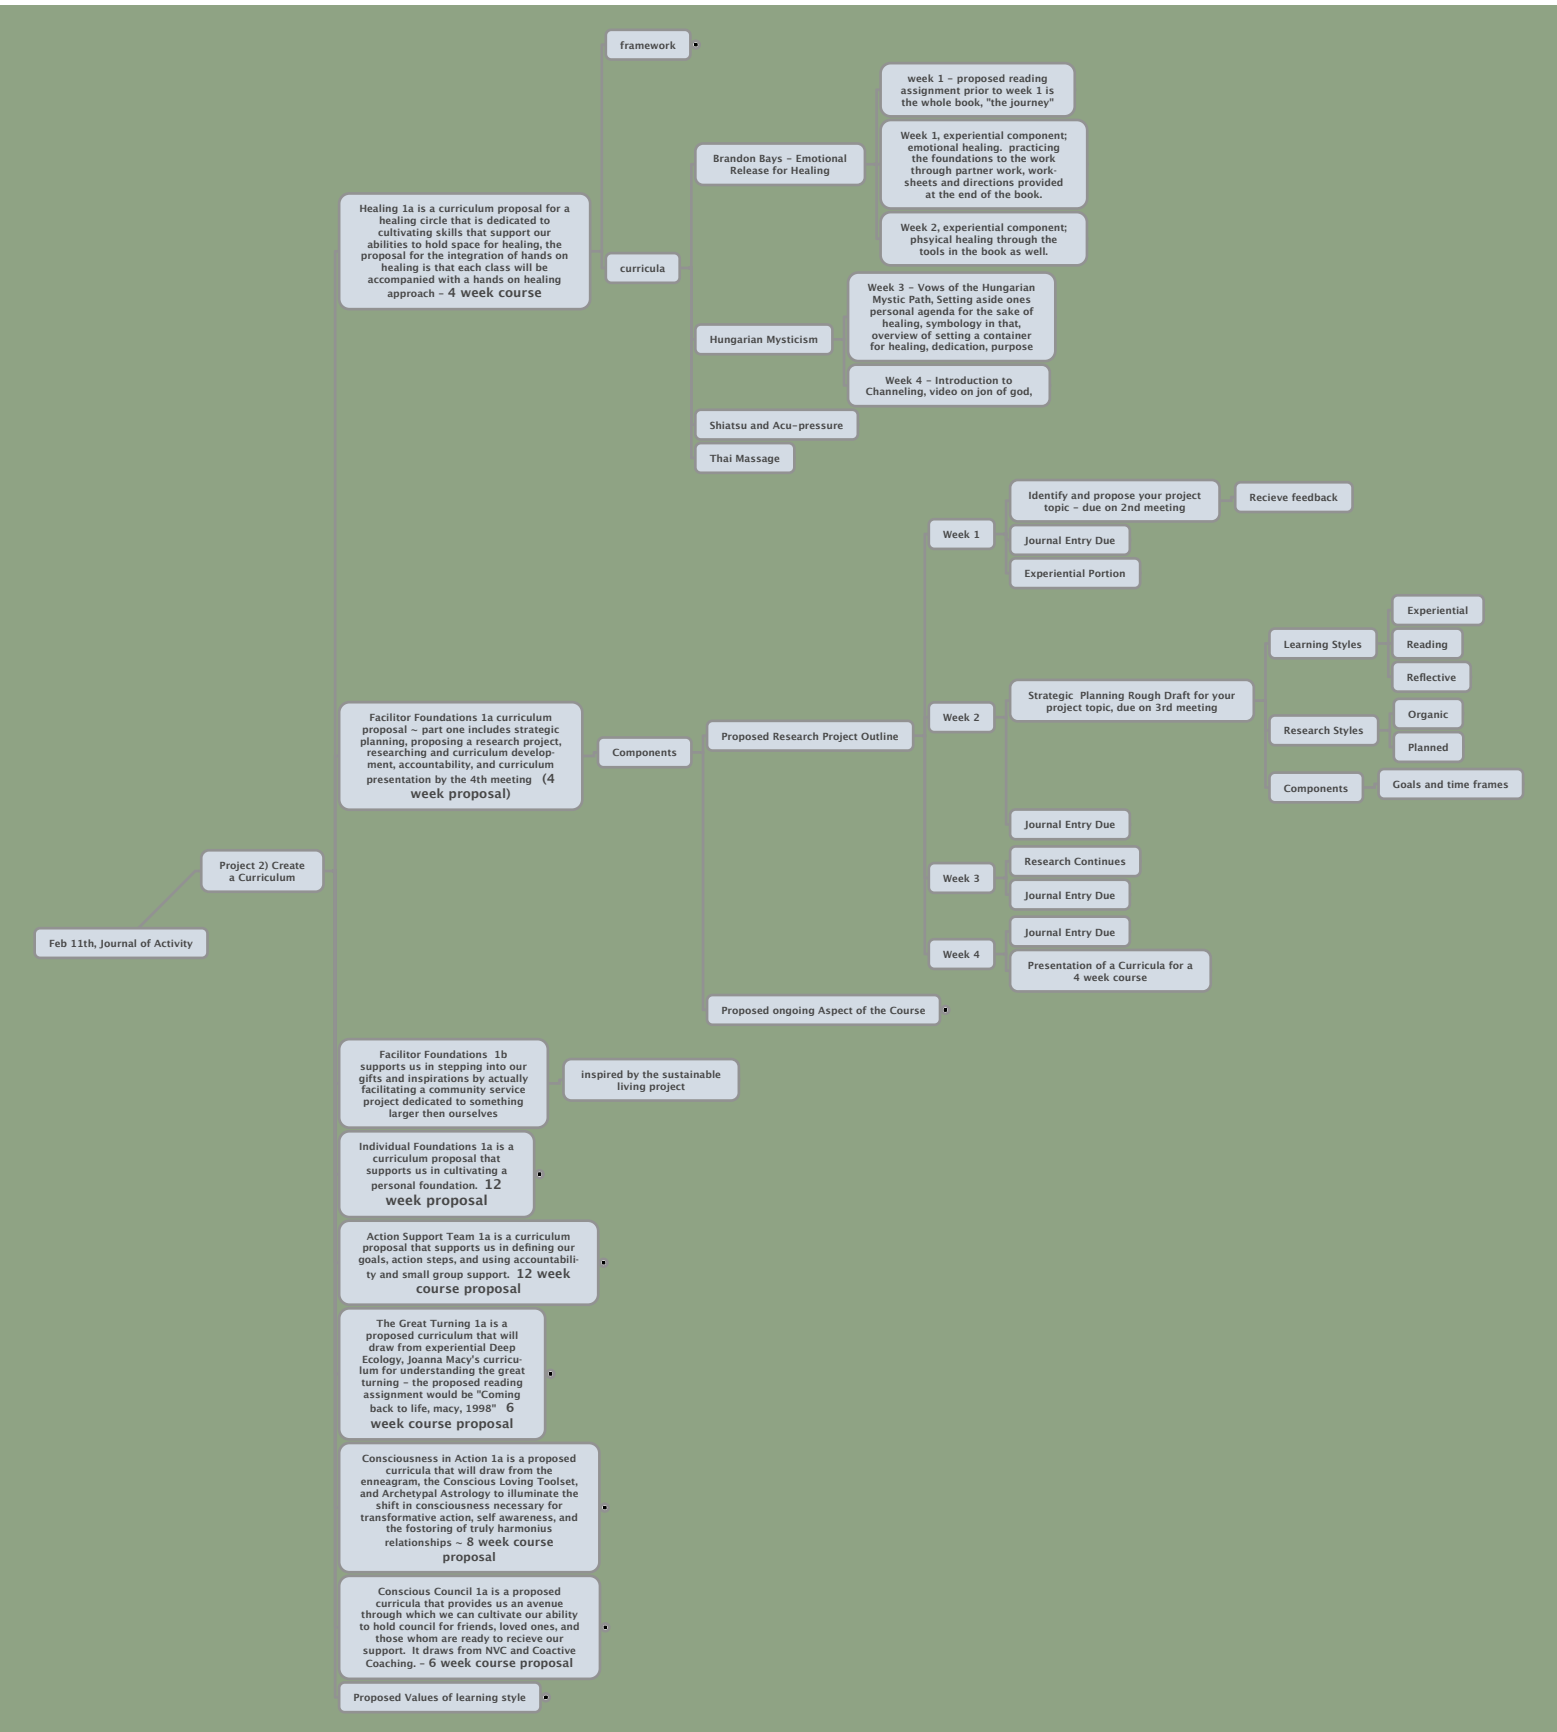 framework
week 1 - proposed reading
assignment prior to week 1 is
the whole book, "the journey"
Week 1, experiential component;
emotional healing.  practicing
the foundations to the work
through partner work, work-
sheets and directions provided
at the end of the book.
Brandon Bays - Emotional
Release for Healing
Week 2, experiential component;
phsyical healing through the
tools in the book as well.
Healing 1a is a curriculum proposal for a
healing circle that is dedicated to
cultivating skills that support our
abilities to hold space for healing, the
proposal for the integration of hands on
healing is that each class will be
accompanied with a hands on healing
approach - 4 week course
curricula
Week 3 - Vows of the Hungarian
Mystic Path, Setting aside ones
personal agenda for the sake of
healing, symbology in that,
overview of setting a container
for healing, dedication, purpose
Hungarian Mysticism
Week 4 - Introduction to
Channeling, video on jon of god,
Shiatsu and Acu-pressure
Thai Massage
Identify and propose your project
topic - due on 2nd meeting
Recieve feedback
Week 1
Journal Entry Due
Experiential Portion
Experiential
Learning Styles
Reading
Reflective
Strategic  Planning Rough Draft for your
project topic, due on 3rd meeting
Organic
Research Styles
Planned
Components
Goals and time frames
Week 2
Journal Entry Due
Facilitor Foundations 1a curriculum
proposal ~ part one includes strategic
planning, proposing a research project,
researching and curriculum develop-
ment, accountability, and curriculum
presentation by the 4th meeting   (4
week proposal)
Components
Proposed Research Project Outline
Research Continues
Week 3
Journal Entry Due
Journal Entry Due
Week 4
Presentation of a Curricula for a
4 week course
Proposed ongoing Aspect of the Course
Project 2) Create
a Curriculum
Feb 11th, Journal of Activity
Facilitor Foundations  1b
supports us in stepping into our
gifts and inspirations by actually
facilitating a community service
project dedicated to something
larger then ourselves
inspired by the sustainable
living project
Individual Foundations 1a is a
curriculum proposal that
supports us in cultivating a
personal foundation.  12
week proposal
Action Support Team 1a is a curriculum
proposal that supports us in defining our
goals, action steps, and using accountabili-
ty and small group support.  12 week
course proposal
The Great Turning 1a is a
proposed curriculum that will
draw from experiential Deep
Ecology, Joanna Macy's curricu-
lum for understanding the great
turning - the proposed reading
assignment would be "Coming
back to life, macy, 1998"   6
week course proposal
Consciousness in Action 1a is a proposed
curricula that will draw from the
enneagram, the Conscious Loving Toolset,
and Archetypal Astrology to illuminate the
shift in consciousness necessary for
transformative action, self awareness, and
the fostoring of truly harmonius
relationships ~ 8 week course
proposal
Conscious Council 1a is a proposed
curricula that provides us an avenue
through which we can cultivate our ability
to hold council for friends, loved ones, and
those whom are ready to recieve our
support.  It draws from NVC and Coactive
Coaching. - 6 week course proposal
Proposed Values of learning style